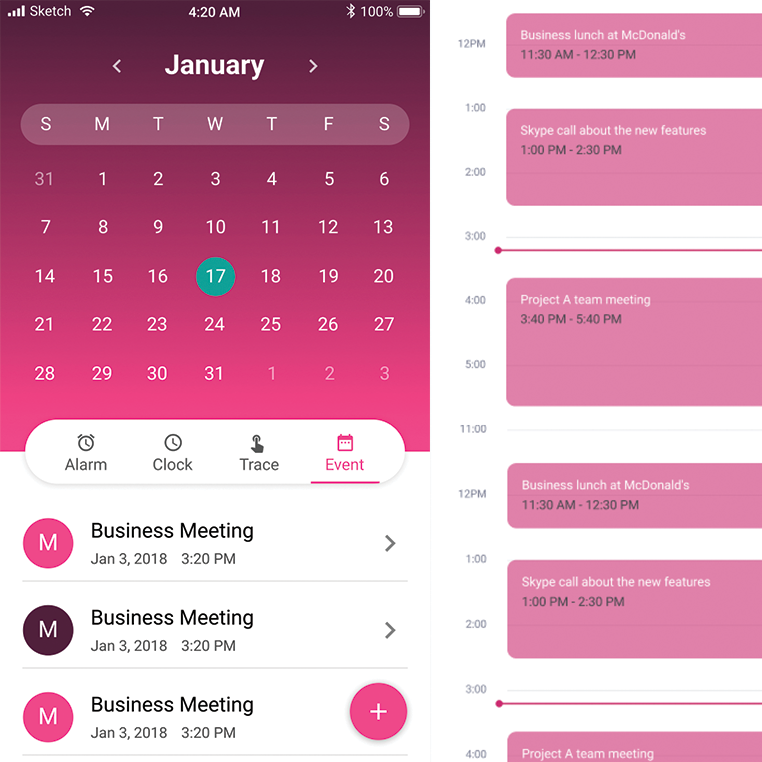 Sketch 4:20 AM 100%
January
S M T W T F S
31 1 2 3 4 5 6
7 8 9 10 11 12 13
14 15 16 17 18 19 20
21 22 23 24 25 26 27
28 29 30 31 1 2 3
Alarm Clock Trace Event
M
Business Meeting
Jan 3, 2018 3:20 PM
M
Business Meeting
Jan 3, 2018 3:20 PM
M
Business Meeting
Jan 3, 2018 3:20 PM
+
Business lunch at McDonald's
12PM
11:30 AM - 12:30 PM
1:00
Skype call about the new features
1:00 PM - 2:30 PM
2:00
3:00
4:00
Project A team meeting
3:40 PM - 5:40 PM
5:00
11:00
Business lunch at McDonald's
12PM
11:30 AM - 12:30 PM
1:00
Skype call about the new features
1:00 PM - 2:30 PM
2:00
3:00
4:00
Project A team meeting